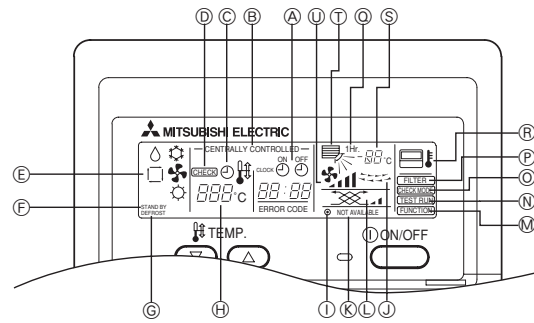 D C B A U T Q S
MITSUBISHI ELECTRIC
CENTRALLY CONTROLLED
1Hr.
ON OFF
CHECK
CLOCK
88°C
888°C
88:88
ERROR CODE
STAND BY
DEFROST
FILTER
CHECK MODE
TEST RUN
FUNCTION
NOT AVAILABLE
TEMP.
ON/OFF
E
F
R
P
O
N
M
G H I K L J